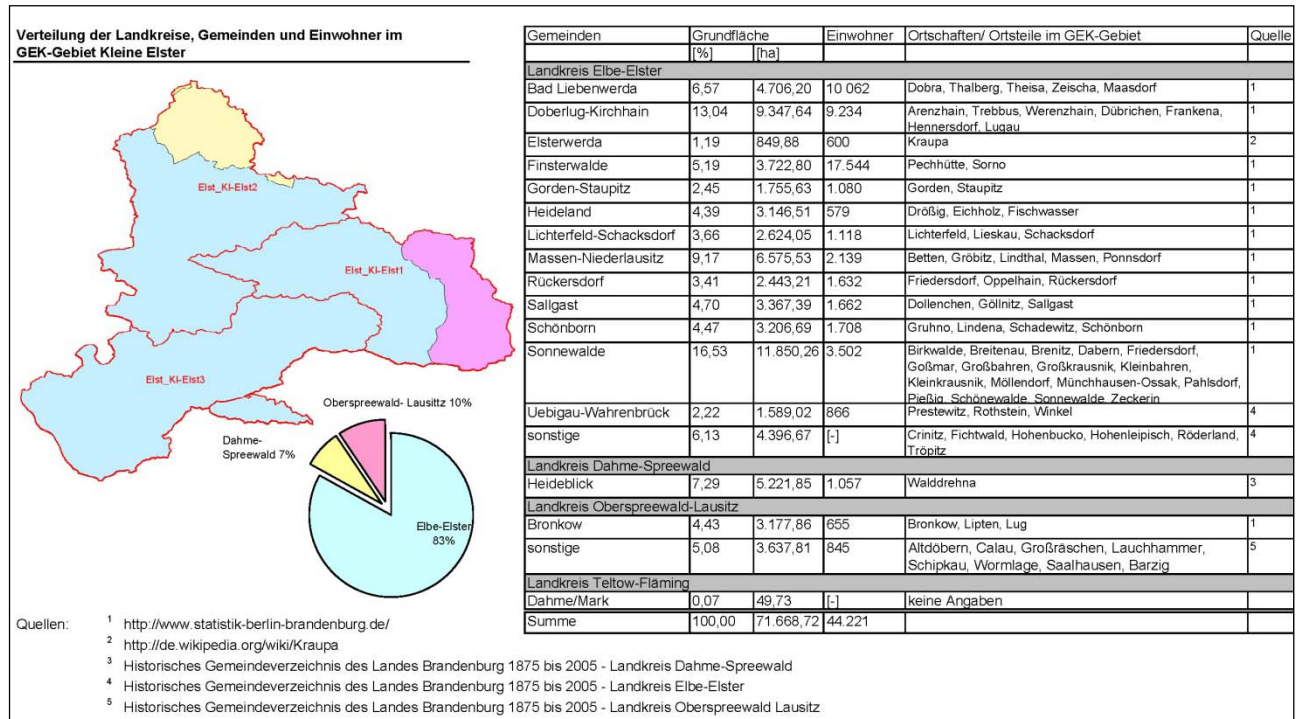 Verteilung der Landkreise, Gemeinden und Einwohner im
GEK-Gebiet Kleine Elster
Elst_Kl-Elst2
Elst_Kl-Elst1
Elst_Kl-Elst3
Oberspreewald- Lausittz 10%
Dahme-
Spreewald 7%
Elbe-Elster
83%
Gemeinden Grundfläche Einwohner Ortschaften/ Ortsteile im GEK-Gebiet Quelle
[%] [ha]
Landkreis Elbe-Elster
Bad Liebenwerda 6,57 4.706,20 10 062 Dobra, Thalberg, Theisa, Zeischa, Maasdorf 1
Doberlug-Kirchhain 13,04 9.347,64 9.234 Arenzhain, Trebbus, Werenzhain, Dübrichen, Frankena, 1
Hennersdorf, Lugau
Elsterwerda 1,19 849,88 600 Kraupa 2
Finsterwalde 5,19 3.722,80 17.544 Pechhütte, Sorno 1
Gorden-Staupitz 2,45 1.755,63 1.080 Gorden, Staupitz 1
Heideland 4,39 3.146,51 579 Drößig, Eichholz, Fischwasser 1
Lichterfeld-Schacksdorf 3,66 2.624,05 1.118 Lichterfeld, Lieskau, Schacksdorf 1
Massen-Niederlausitz 9,17 6.575,53 2.139 Betten, Gröbitz, Lindthal, Massen, Ponnsdorf 1
Rückersdorf 3,41 2.443,21 1.632 Friedersdorf, Oppelhain, Rückersdorf 1
Sallgast 4,70 3.367,39 1.662 Dollenchen, Göllnitz, Sallgast 1
Schönborn 4,47 3.206,69 1.708 Gruhno, Lindena, Schadewitz, Schönborn 1
Sonnewalde 16,53 11.850,26 3.502 Birkwalde, Breitenau, Brenitz, Dabern, Friedersdorf, 1
Goßmar, Großbahren, Großkrausnik, Kleinbahren,
Kleinkrausnik, Möllendorf, Münchhausen-Ossak, Pahlsdorf,
Pießig, Schönewalde, Sonnewalde, Zeckerin
Uebigau-Wahrenbrück 2,22 1.589,02 866 Prestewitz, Rothstein, Winkel 4
sonstige 6,13 4.396,67 [-] Crinitz, Fichtwald, Hohenbucko, Hohenleipisch, Röderland, 4
Tröpitz
Landkreis Dahme-Spreewald
Heideblick 7,29 5.221,85 1.057 Walddrehna 3
Landkreis Oberspreewald-Lausitz
Bronkow 4,43 3.177,86 655 Bronkow, Lipten, Lug 1
sonstige 5,08 3.637,81 845 Altdöbern, Calau, Großräschen, Lauchhammer, 5
Schipkau, Wormlage, Saalhausen, Barzig
Landkreis Teltow-Fläming
Dahme/Mark 0,07 49,73 [-] keine Angaben
Summe 100,00 71.668,72 44.221
Quellen: 1 http://www.statistik-berlin-brandenburg.de/
2 http://de.wikipedia.org/wiki/Kraupa
3 Historisches Gemeindeverzeichnis des Landes Brandenburg 1875 bis 2005 - Landkreis Dahme-Spreewald
4 Historisches Gemeindeverzeichnis des Landes Brandenburg 1875 bis 2005 - Landkreis Elbe-Elster
5 Historisches Gemeindeverzeichnis des Landes Brandenburg 1875 bis 2005 - Landkreis Oberspreewald Lausitz